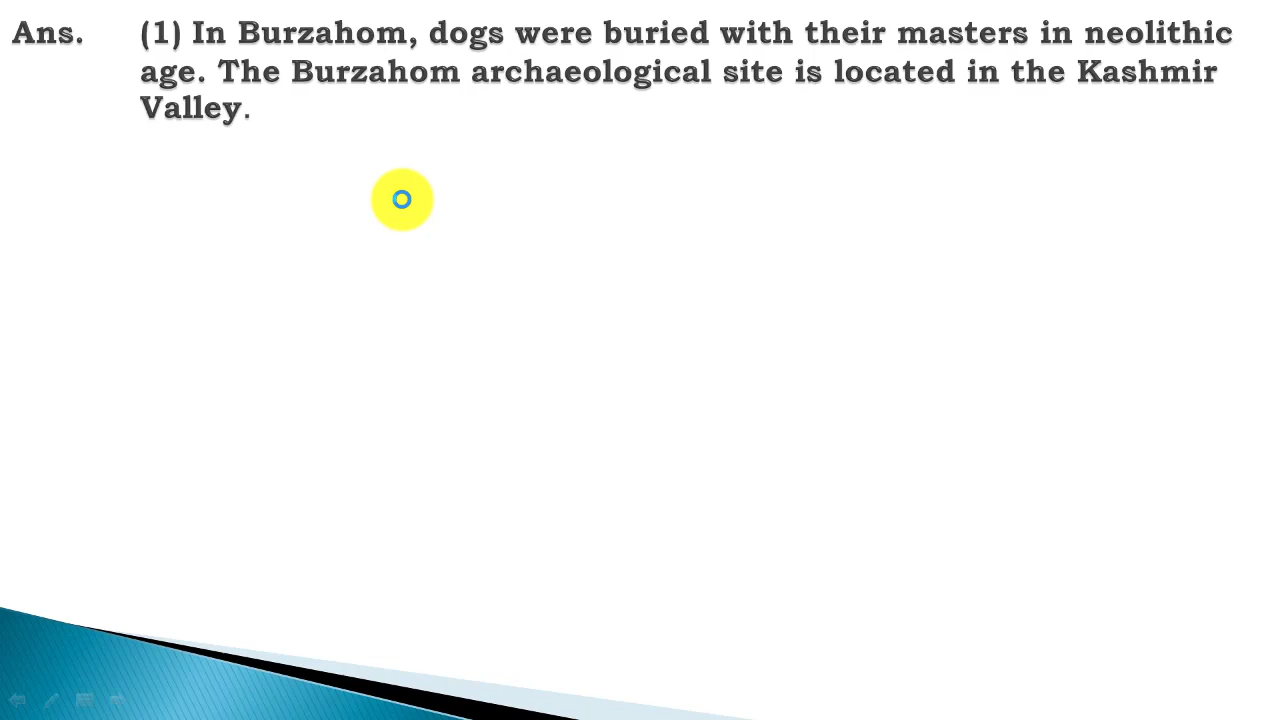 Ans. (1) In Burzahom, dogs were buried with their masters in neolithic
age. The Burzahom archaeological site is located in the Kashmir
Valley.